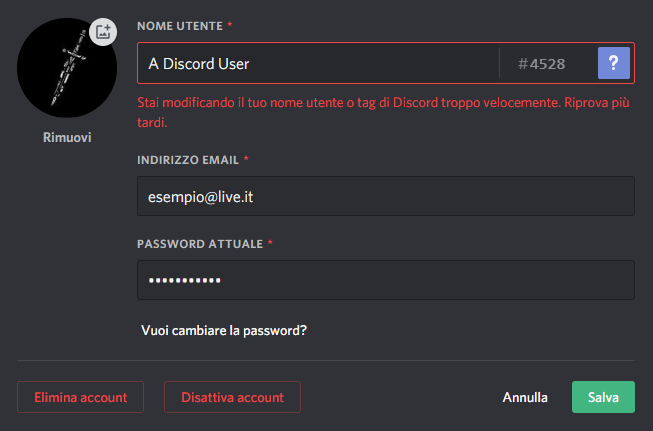 NOME UTENTE *
A Discord User #4528 ?
Stai modificando il tuo nome utente o tag di Discord troppo velocemente. Riprova più
tardi.
Rimuovi
INDIRIZZO EMAIL *
esempio@live.it
PASSWORD ATTUALE *
•••••••••••
Vuoi cambiare la password?
Elimina account Disattiva account Annulla Salva